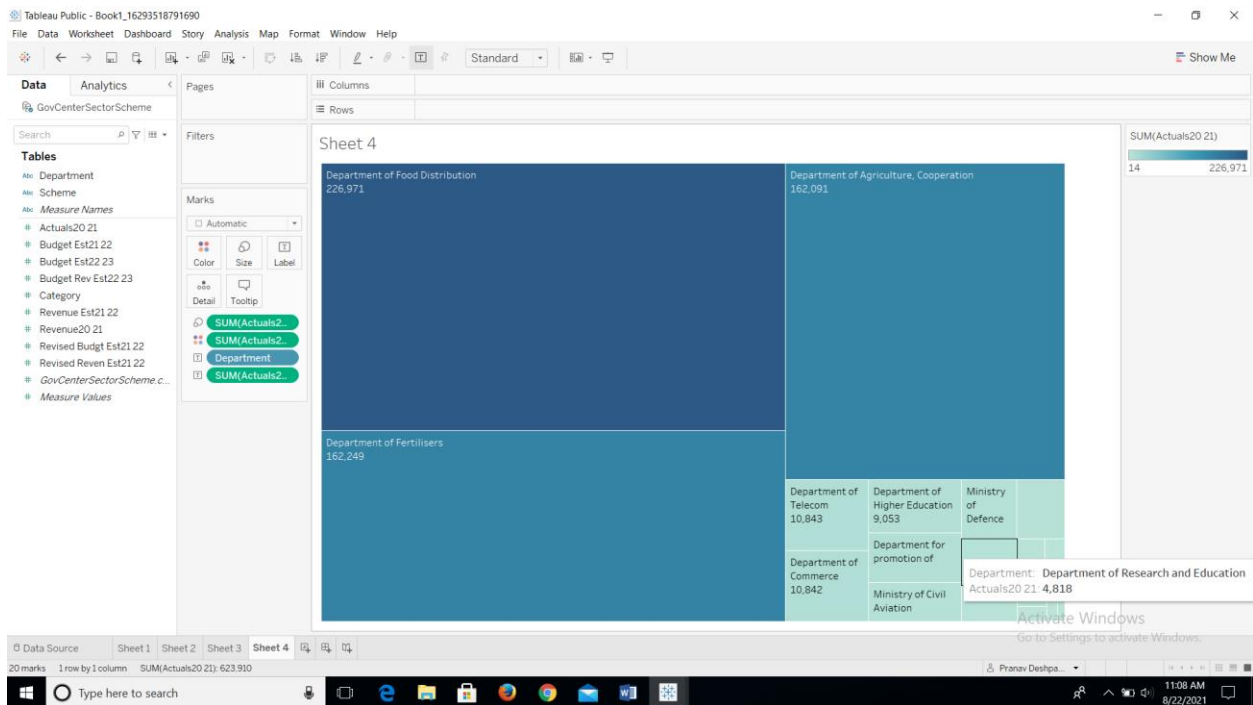 Tableau Public - Book1_16293518791690
File Data Worksheet Dashboard Story Analysis Map Format Window Help
Standard
Show Me
Data Analytics
Pages
Columns
GovCenterSectorScheme
Rows
Search
Filters
Sheet 4
SUM(Actuals20 21)
14 226,971
Tables
Abc Department
Abc Scheme
Abc Measure Names
# Actuals20 21
# Budget Est21 22
# Budget Est22 23
# Budget Rev Est22 23
# Category
# Revenue Est21 22
# Revenue20 21
# Revised Budgt Est21 22
# Revised Reven Est21 22
# GovCenterSectorScheme.c...
# Measure Values
Marks
Automatic
Color Size Label
Detail Tooltip
SUM(Actuals2..
SUM(Actuals2..
Department
SUM(Actuals2..
Department of Food Distribution
226,971
Department of Agriculture, Cooperation
162,091
Department of Fertilisers
162,249
Department of
Telecom
10,843
Department of
Higher Education
9,053
Ministry
of
Defence
Department of
Commerce
10,842
Department for
promotion of
Ministry of Civil
Aviation
Department: Department of Research and Education
Actuals20 21: 4,818
Activate Windows
Go to Settings to activate Windows.
Data Source Sheet 1 Sheet 2 Sheet 3 Sheet 4
20 marks 1 row by 1 column SUM(Actuals20 21): 623,910
Pranav Deshpa...
Type here to search
11:08 AM
8/22/2021